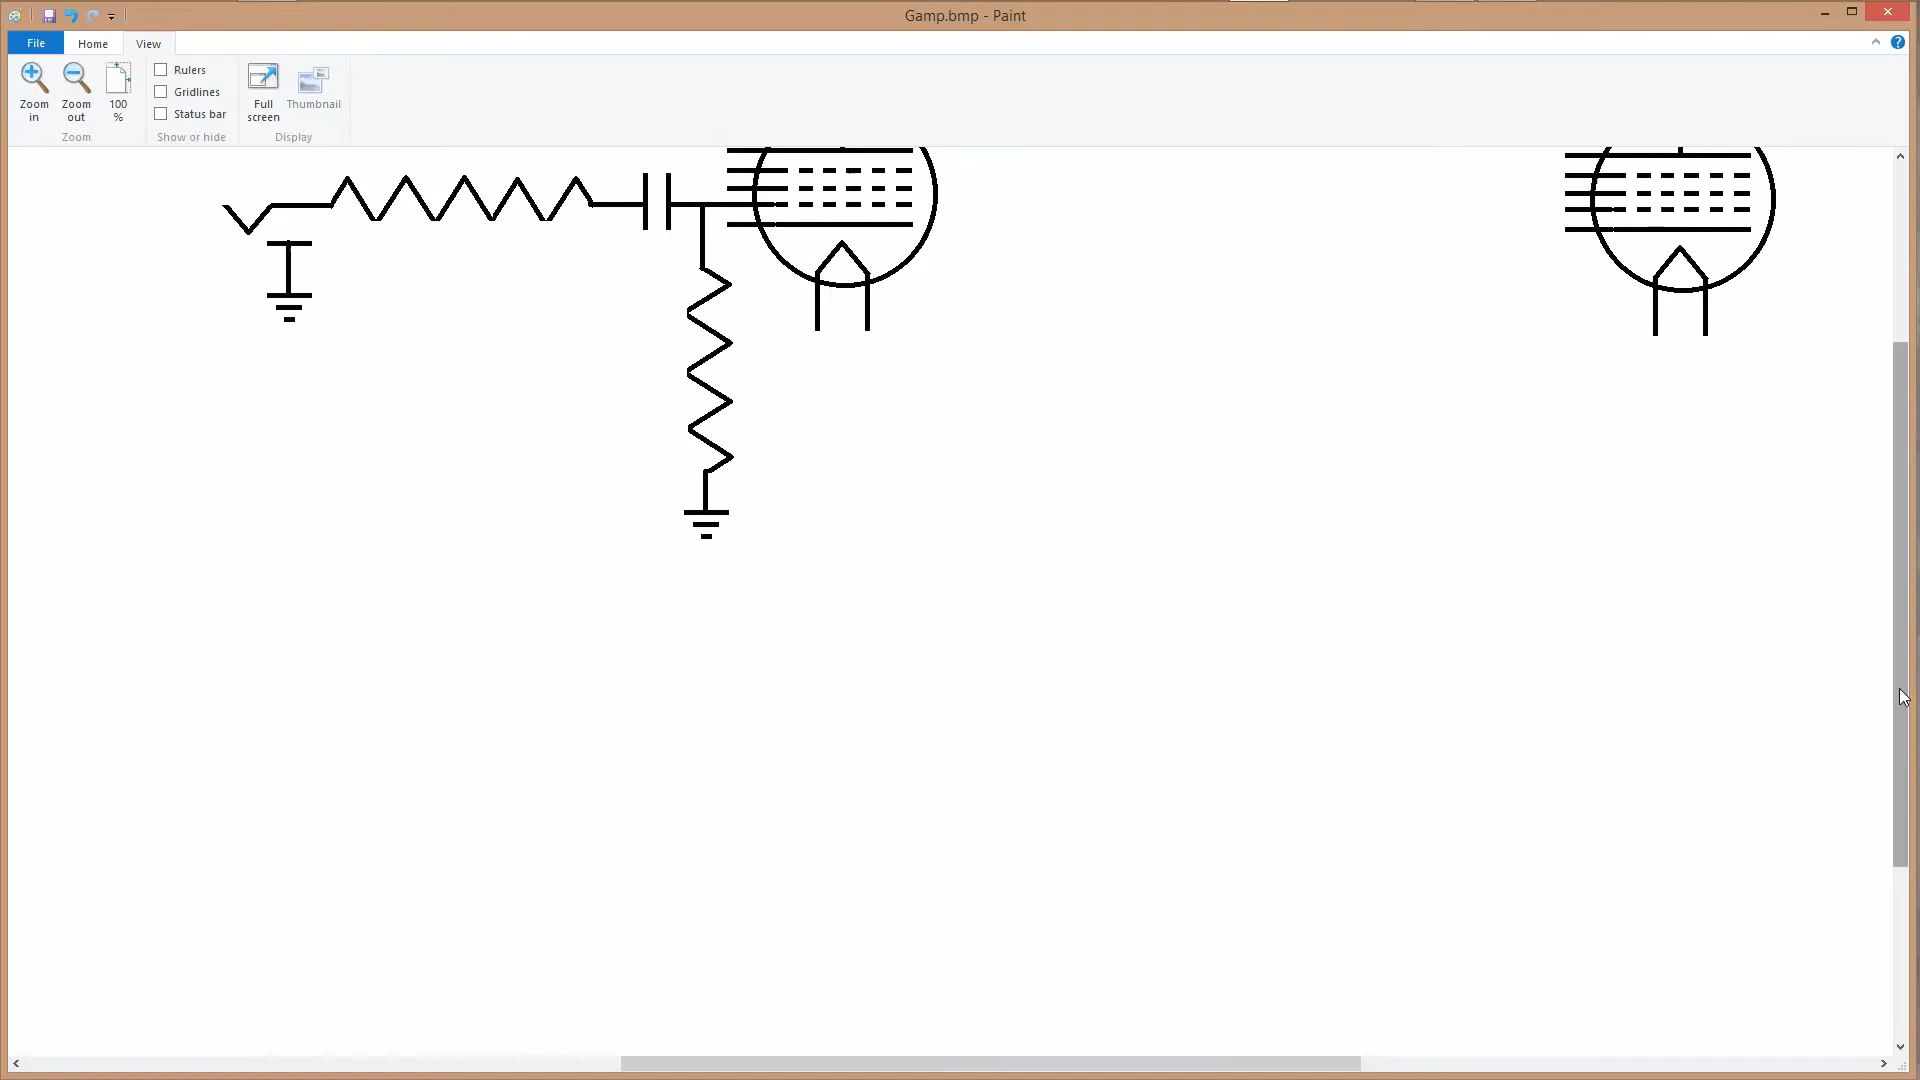 Gamp.bmp - Paint
File Home View
Zoom in
Zoom out
100 %
Rulers
Gridlines
Status bar
Full screen
Thumbnail
Zoom
Show or hide
Display